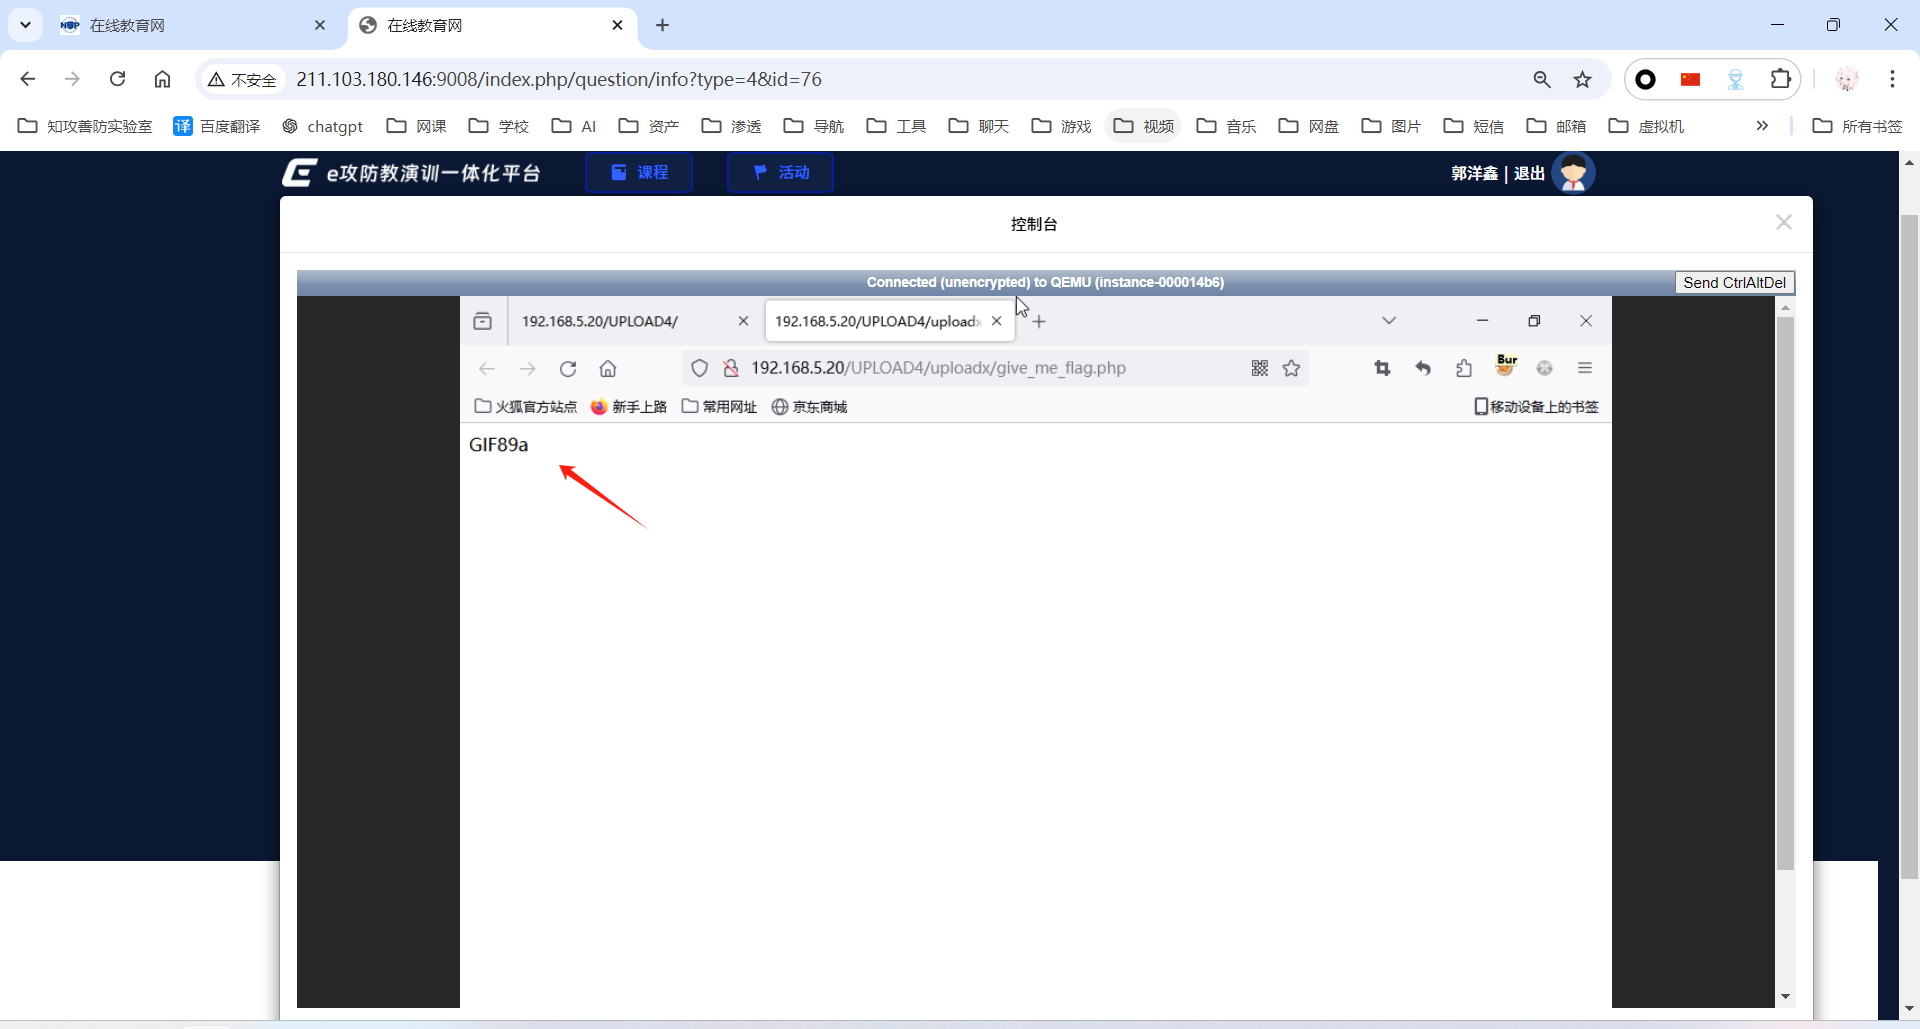 在线教育网
在线教育网
不安全
211.103.180.146:9008/index.php/question/info?type=4&id=76
知攻善防实验室
译 百度翻译
chatgpt
网课
学校
AI
资产
渗透
导航
工具
聊天
游戏
视频
音乐
网盘
图片
短信
邮箱
虚拟机
所有书签
e攻防教演训一体化平台
课程
活动
郭洋鑫 | 退出
控制台
Connected (unencrypted) to QEMU (instance-000014b6)
Send CtrlAltDel
192.168.5.20/UPLOAD4/
192.168.5.20/UPLOAD4/upload
192.168.5.20/UPLOAD4/uploadx/give_me_flag.php
Bur
火狐官方站点
新手上路
常用网址
京东商城
移动设备上的书签
GIF89a